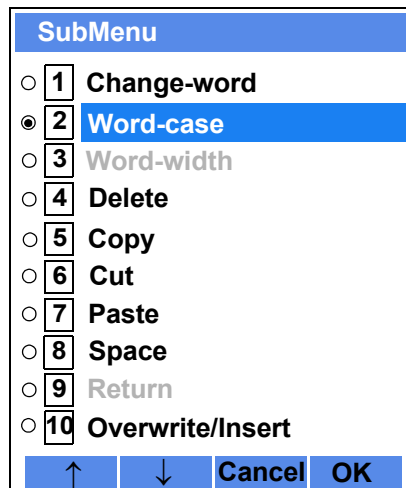 SubMenu
1 Change-word
2 Word-case
3 Word-width
4 Delete
5 Copy
6 Cut
7 Paste
8 Space
9 Return
10 Overwrite/Insert
↑ ↓ Cancel OK